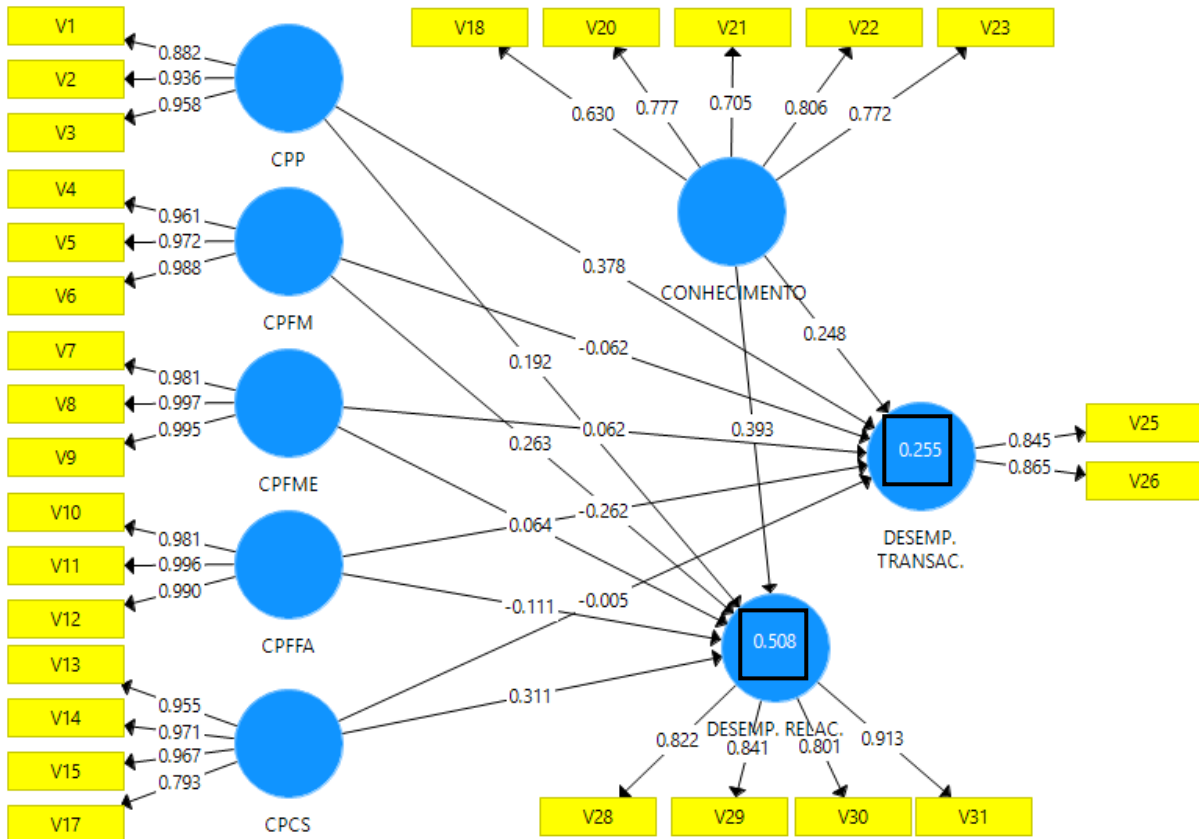 V1
V2
V3
0.882
0.936
0.958
CPP
V4
V5
V6
0.961
0.972
0.988
CPFM
V7
V8
V9
0.981
0.997
0.995
CPFME
V10
V11
V12
0.981
0.996
0.990
CPFFA
V13
V14
V15
V17
0.955
0.971
0.967
0.793
CPCS
V18
V20
V21
V22
V23
0.630
0.777
0.705
0.806
0.772
CONHECIMENTO
0.378
0.192
-0.062
0.263
0.062
0.064
-0.262
-0.111
-0.005
0.311
0.248
0.393
0.255
DESEMP.
TRANSAC.
0.845
0.865
V25
V26
0.508
DESEMP. RELAC.
0.822
0.841
0.801
0.913
V28
V29
V30
V31